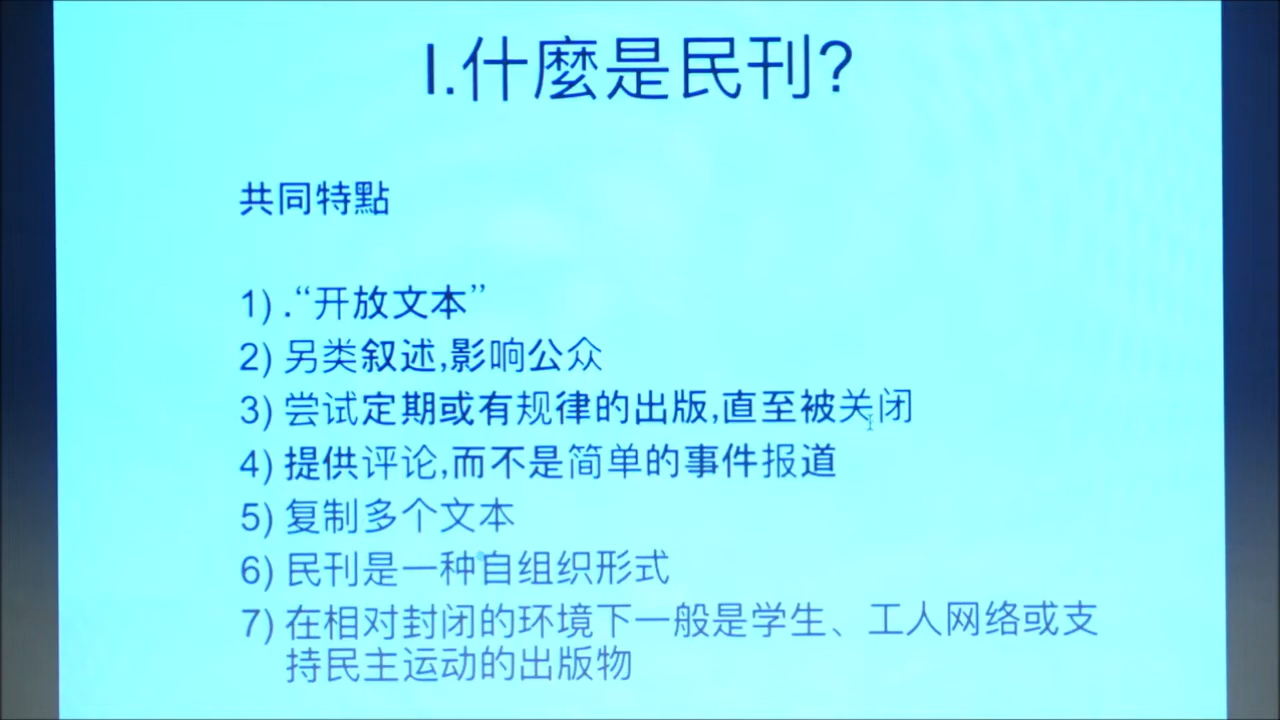 I.什麼是民刊?
共同特點
1) .“开放文本”
2) 另类叙述,影响公众
3) 尝试定期或有规律的出版,直至被关闭
4) 提供评论,而不是简单的事件报道
5) 复制多个文本
6) 民刊是一种自组织形式
7) 在相对封闭的环境下一般是学生、工人网络或支
持民主运动的出版物